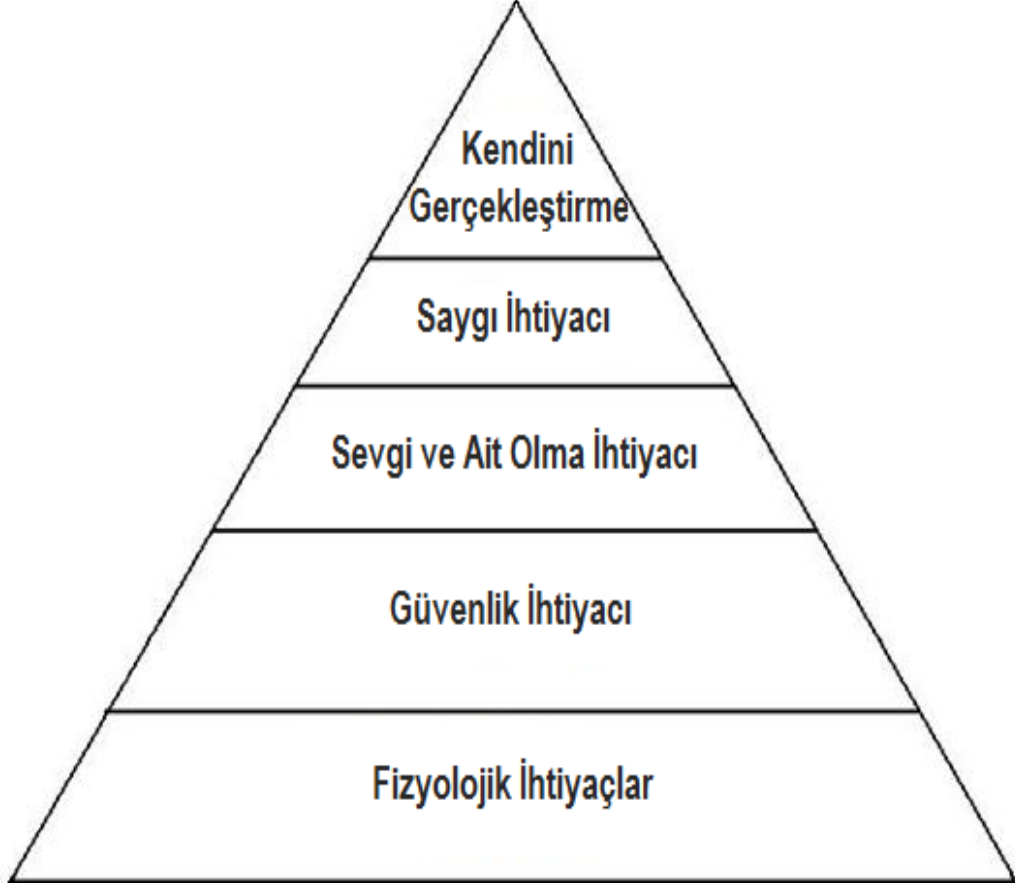 Kendini
Gerçekleştirme
Saygı İhtiyacı
Sevgi ve Ait Olma İhtiyacı
Güvenlik İhtiyacı
Fizyolojik İhtiyaçlar